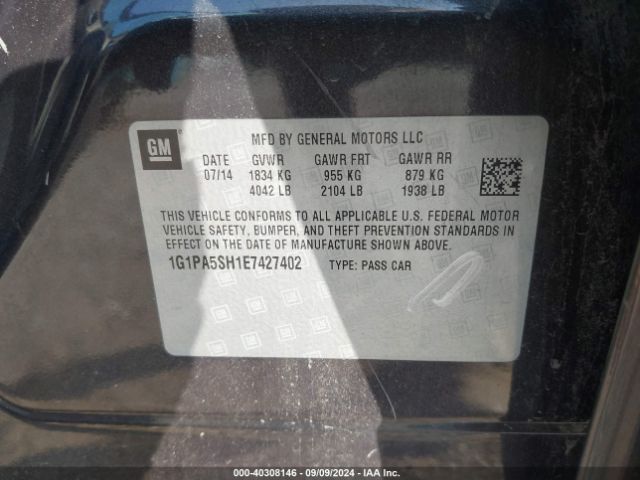 GM
MFD BY GENERAL MOTORS LLC
DATE GVWR GAWR FRT GAWR RR
07/14 1834 KG 955 KG 879 KG
4042 LB 2104 LB 1938 LB
THIS VEHICLE CONFORMS TO ALL APPLICABLE U.S. FEDERAL MOTOR
VEHICLE SAFETY, BUMPER, AND THEFT PREVENTION STANDARDS
IN EFFECT ON THE DATE OF MANUFACTURE SHOWN ABOVE.
1G1PA5SH1E7427402 TYPE: PASS CAR
000-40308146 - 09/09/2024 - IAA Inc.